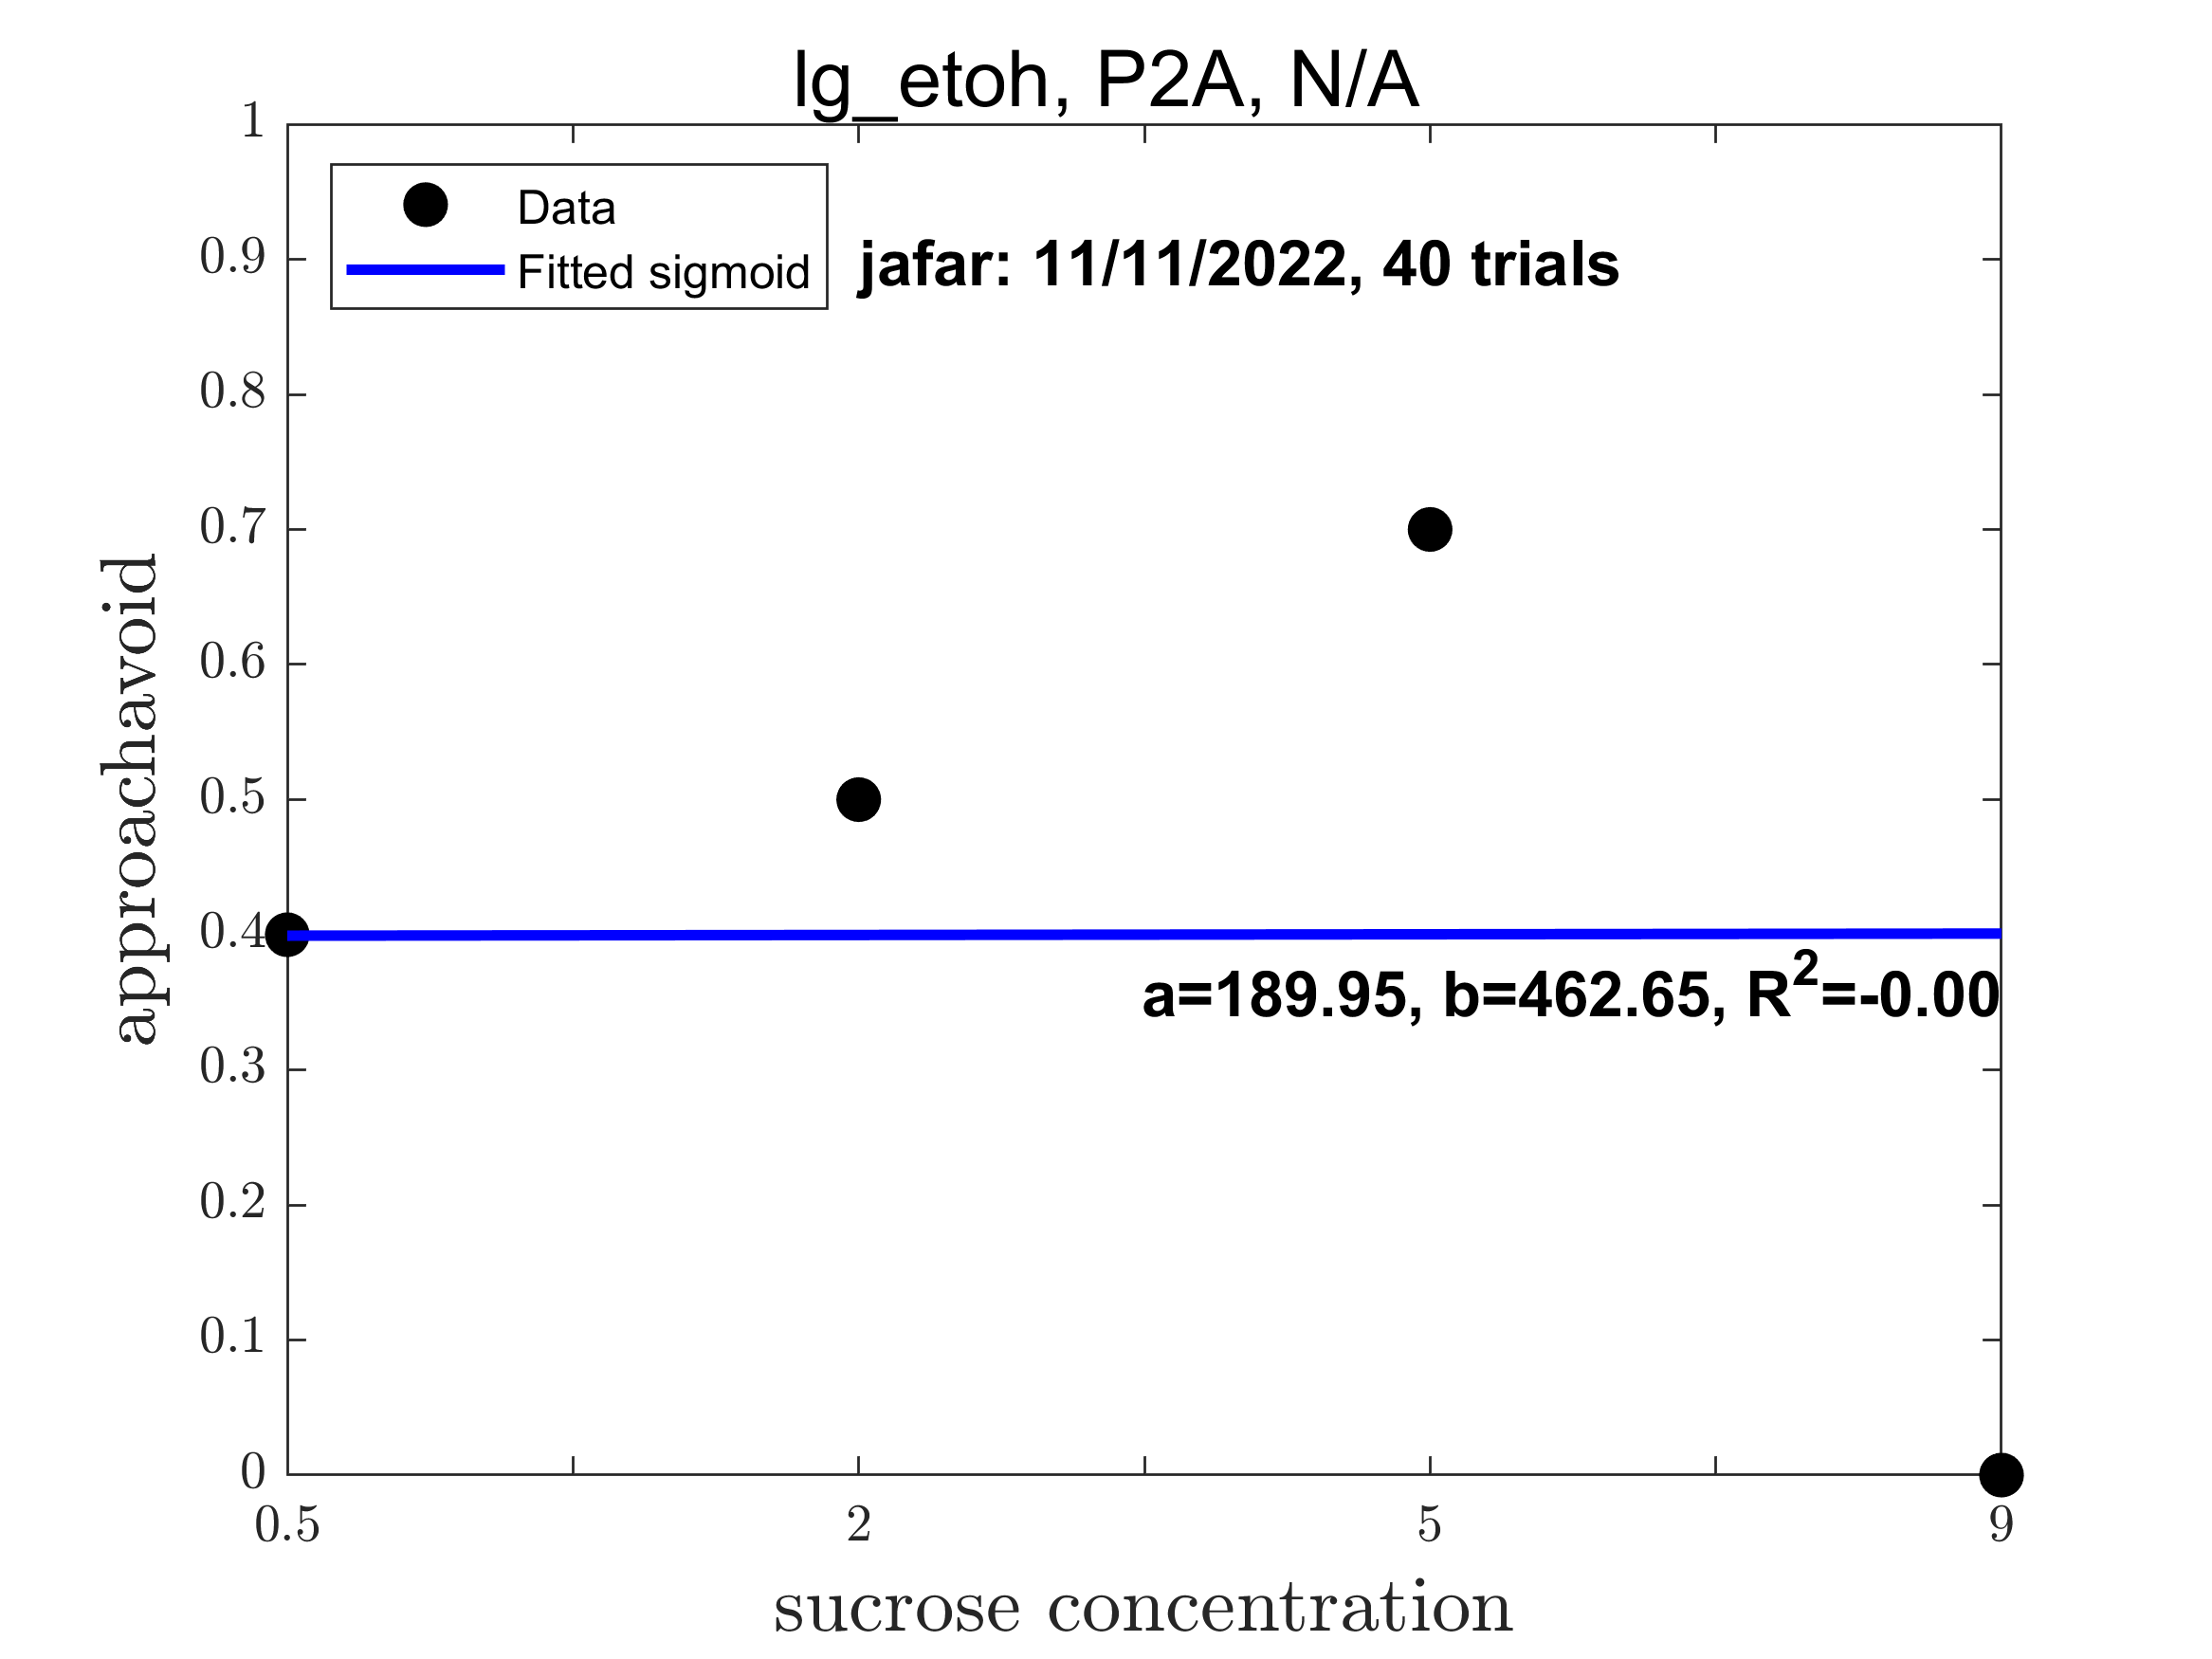 lg_etoh, P2A, N/A
1
Data
Fitted sigmoid
jafar: 11/11/2022, 40 trials
0.9
0.8
0.7
0.6
0.5
0.4
a=189.95, b=462.65, R²=-0.00
0.3
0.2
0.1
0
approachavoid
0.5 2 5 9
sucrose concentration